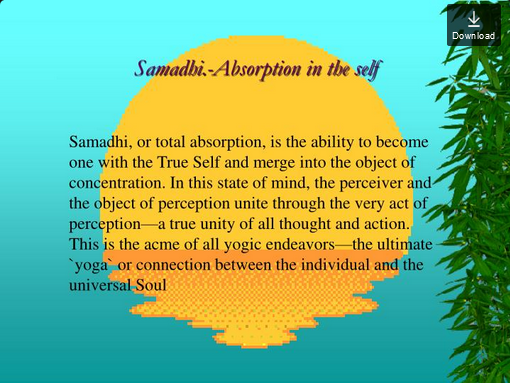 Download
Samadhi.-Absorption in the self
Samadhi, or total absorption, is the ability to become
one with the True Self and merge into the object of
concentration. In this state of mind, the perceiver and
the object of perception unite through the very act of
perception—a true unity of all thought and action.
This is the acme of all yogic endeavors—the ultimate
`yoga` or connection between the individual and the
universal Soul